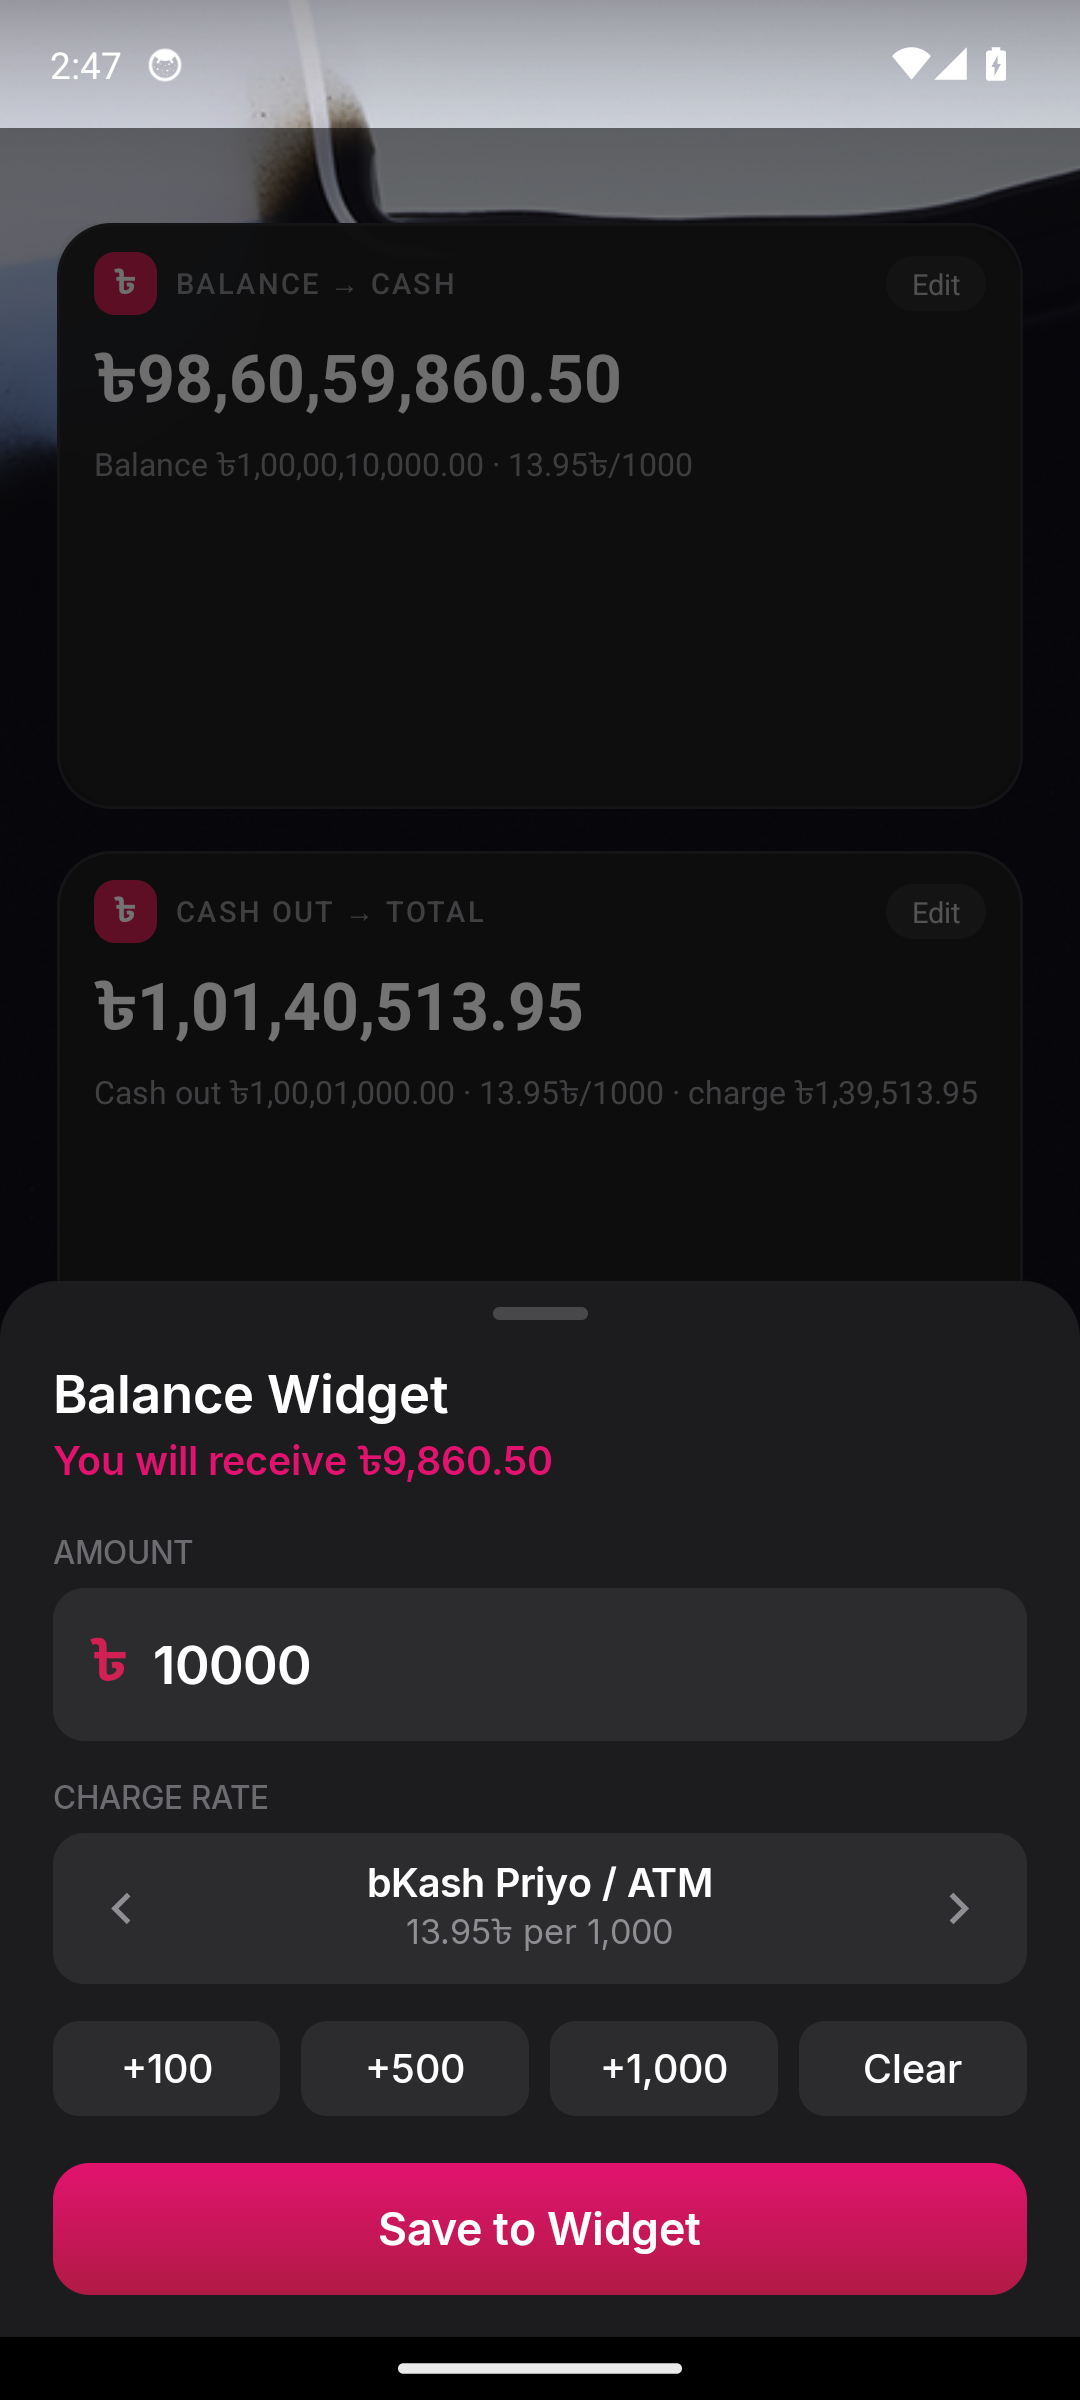 2:47
৳ BALANCE → CASH Edit
৳98,60,59,860.50
Balance ৳1,00,00,10,000.00 · 13.95৳/1000
৳ CASH OUT → TOTAL Edit
৳1,01,40,513.95
Cash out ৳1,00,01,000.00 · 13.95৳/1000 · charge ৳1,39,513.95
Balance Widget
You will receive ৳9,860.50
AMOUNT
৳ 10000
CHARGE RATE
bKash Priyo / ATM
13.95৳ per 1,000
+100 +500 +1,000 Clear
Save to Widget